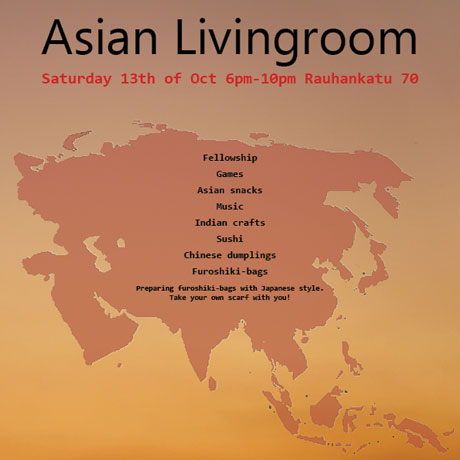 Asian Livingroom
Saturday 13th of Oct 6pm-10pm Rauhankatu 70
Fellowship
Games
Asian snacks
Music
Indian crafts
Sushi
Chinese dumplings
Furoshiki-bags
Preparing furoshiki-bags with Japanese style.
Take your own scarf with you!